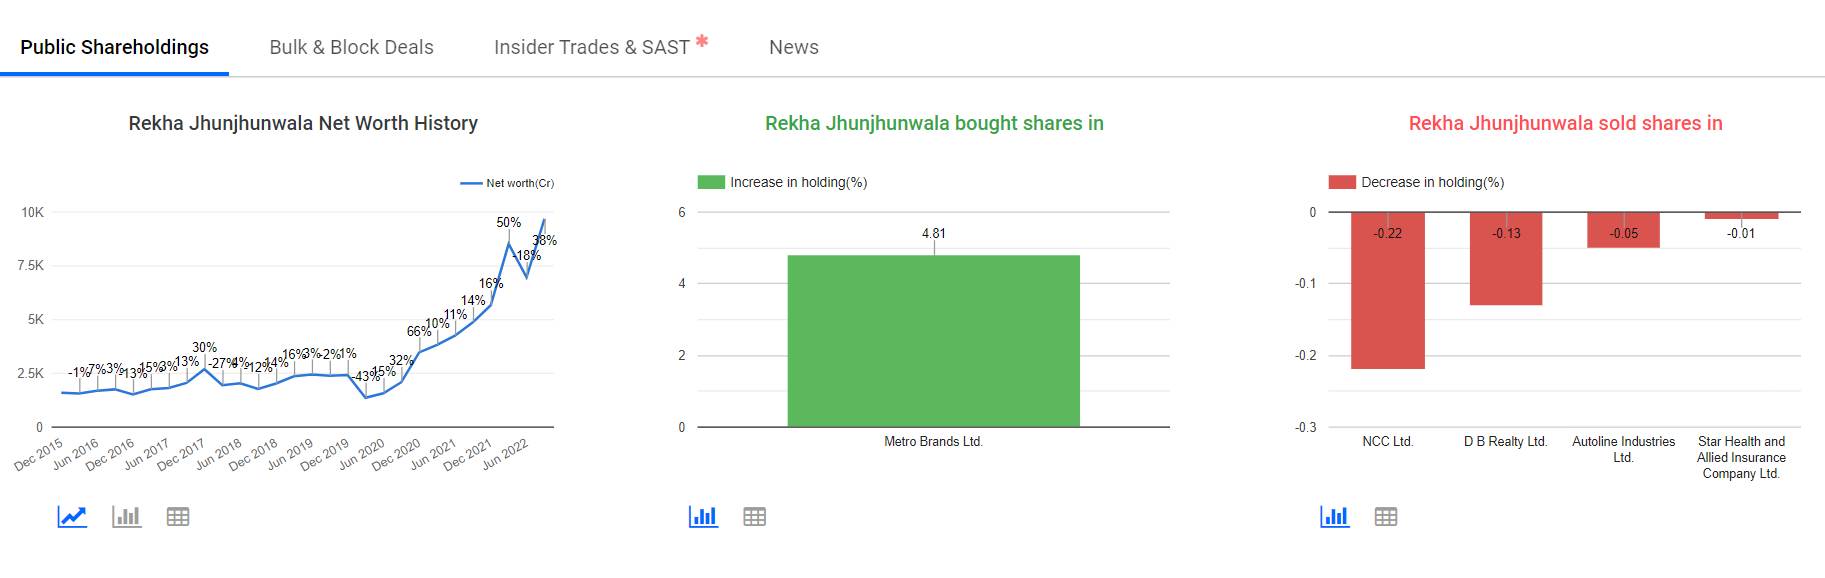 Public Shareholdings
Bulk & Block Deals
Insider Trades & SAST *
News
Rekha Jhunjhunwala Net Worth History
Net worth(Cr)
10K
7.5K
5K
2.5K
0
-1%
7%
3%
-13%
15%
3%
13%
30%
-27%
4%
-12%
14%
16%
3%
-2%
1%
-43%
15%
32%
66%
10%
11%
14%
16%
50%
-18%
38%
Dec 2015
Jun 2016
Dec 2016
Jun 2017
Dec 2017
Jun 2018
Dec 2018
Jun 2019
Dec 2019
Jun 2020
Dec 2020
Jun 2021
Dec 2021
Jun 2022
Rekha Jhunjhunwala bought shares in
Increase in holding(%)
6
4
2
0
4.81
Metro Brands Ltd.
Rekha Jhunjhunwala sold shares in
Decrease in holding(%)
0
-0.1
-0.2
-0.3
-0.22
-0.13
-0.05
-0.01
NCC Ltd.
D B Realty Ltd.
Autoline Industries
Ltd.
Star Health and
Allied Insurance
Company Ltd.